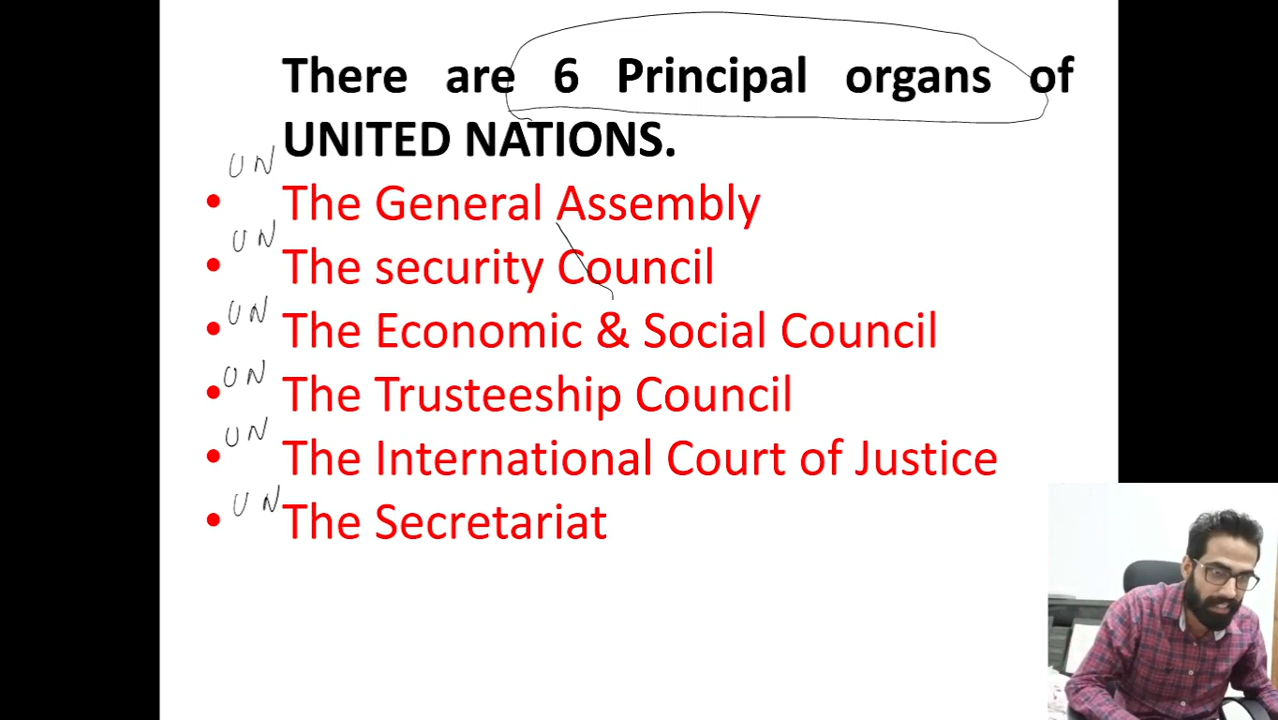 There are 6 Principal organs of
UNITED NATIONS.
UN
• The General Assembly
UN
• The security Council
UN
• The Economic & Social Council
UN
• The Trusteeship Council
UN
• The International Court of Justice
UN
• The Secretariat